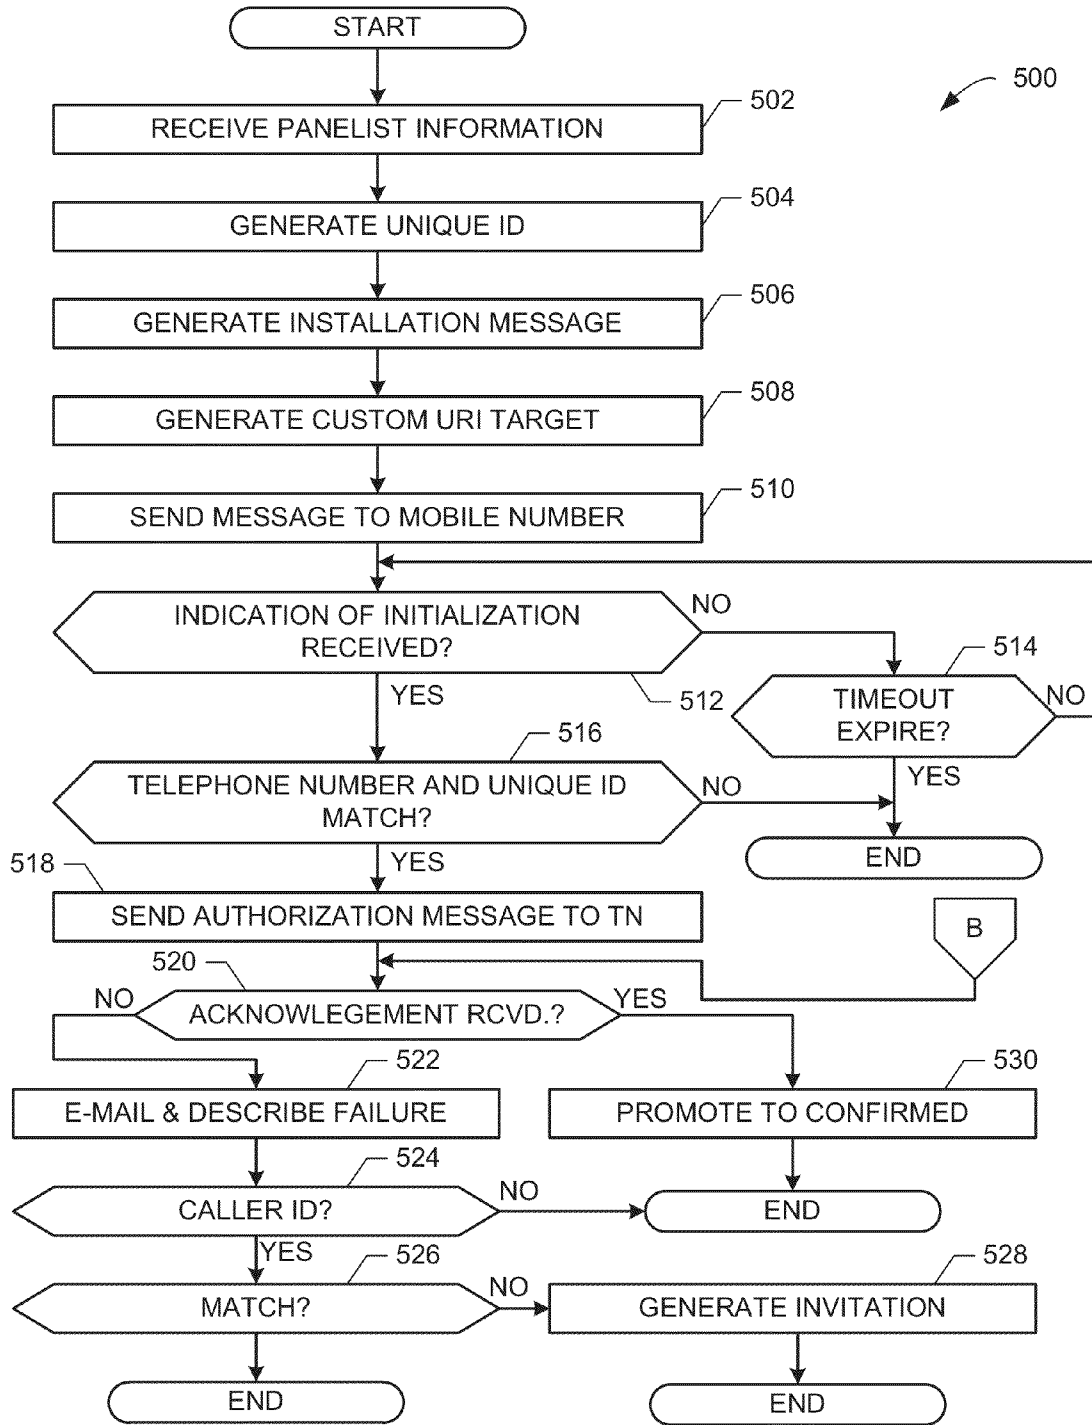 START
500
502
RECEIVE PANELIST INFORMATION
504
GENERATE UNIQUE ID
506
GENERATE INSTALLATION MESSAGE
508
GENERATE CUSTOM URI TARGET
510
SEND MESSAGE TO MOBILE NUMBER
INDICATION OF INITIALIZATION
RECEIVED?
NO
512
YES
514
TIMEOUT
EXPIRE?
NO
YES
516
TELEPHONE NUMBER AND UNIQUE ID
MATCH?
NO
YES
END
518
SEND AUTHORIZATION MESSAGE TO TN
B
520
NO
ACKNOWLEGEMENT RCVD.?
YES
522
E-MAIL & DESCRIBE FAILURE
530
PROMOTE TO CONFIRMED
524
CALLER ID?
NO
END
YES
526
MATCH?
NO
528
GENERATE INVITATION
END
END